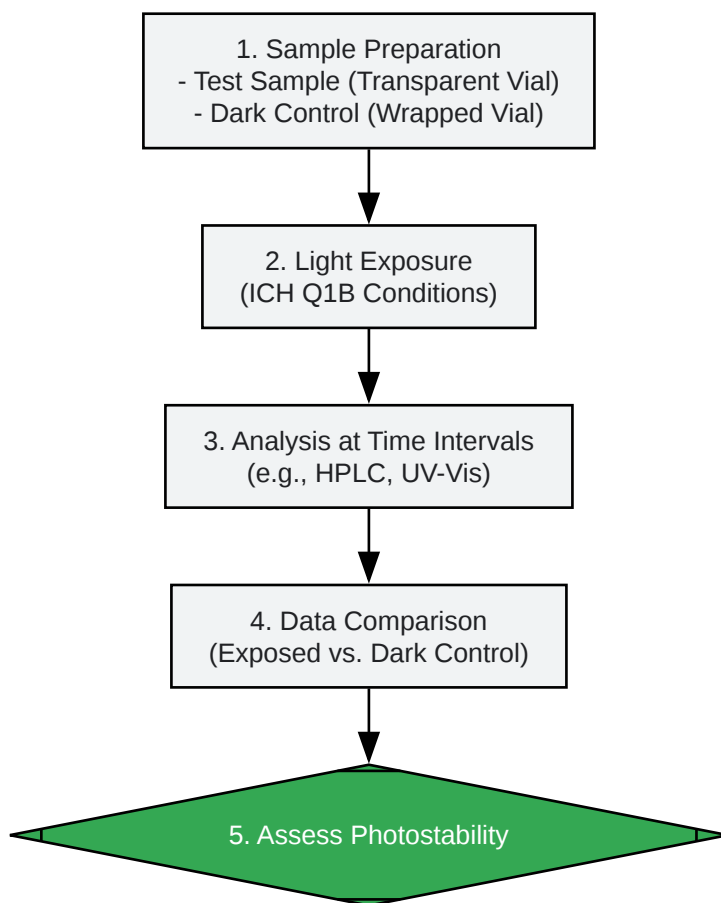 1. Sample Preparation
- Test Sample (Transparent Vial)
- Dark Control (Wrapped Vial)
2. Light Exposure
(ICH Q1B Conditions)
3. Analysis at Time Intervals
(e.g., HPLC, UV-Vis)
4. Data Comparison
(Exposed vs. Dark Control)
5. Assess Photostability